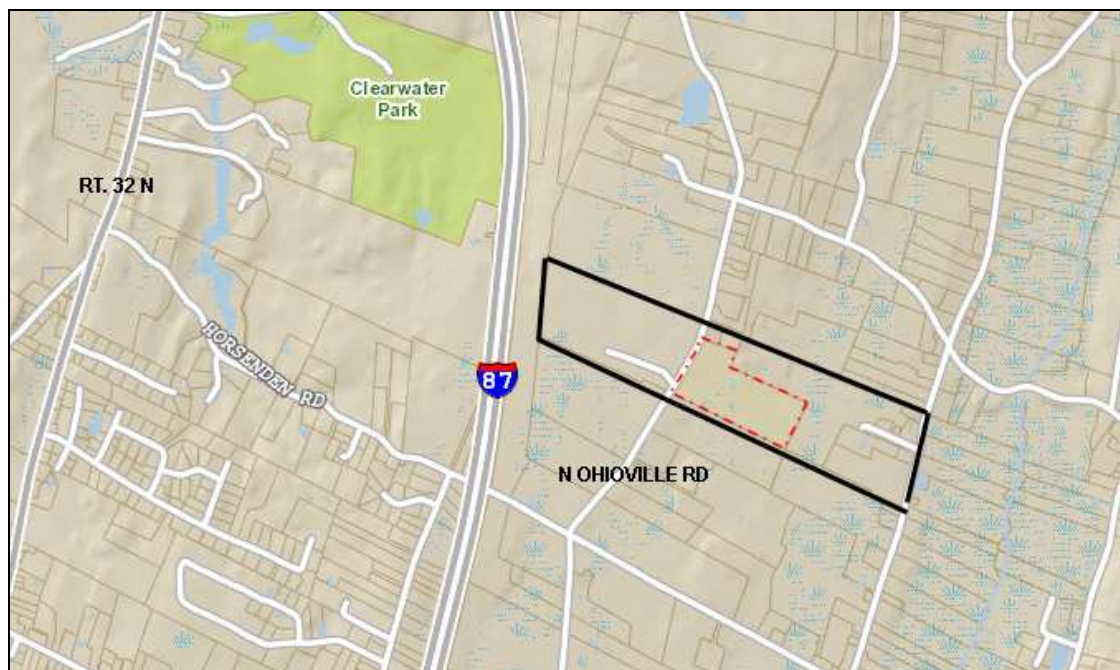 Clearwater
Park
RT. 32 N
HORSENDEN RD
87
N OHIOVILLE RD